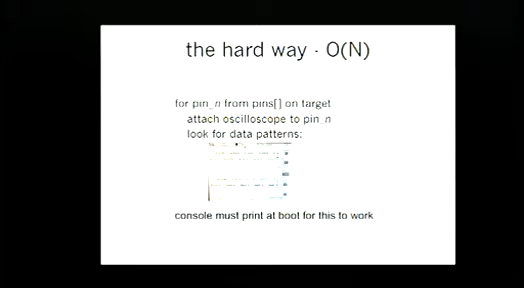 the hard way - O(N)
for pin_n from pins[] on target
attach oscilloscope to pin_n
look for data patterns:
console must print at boot for this to work